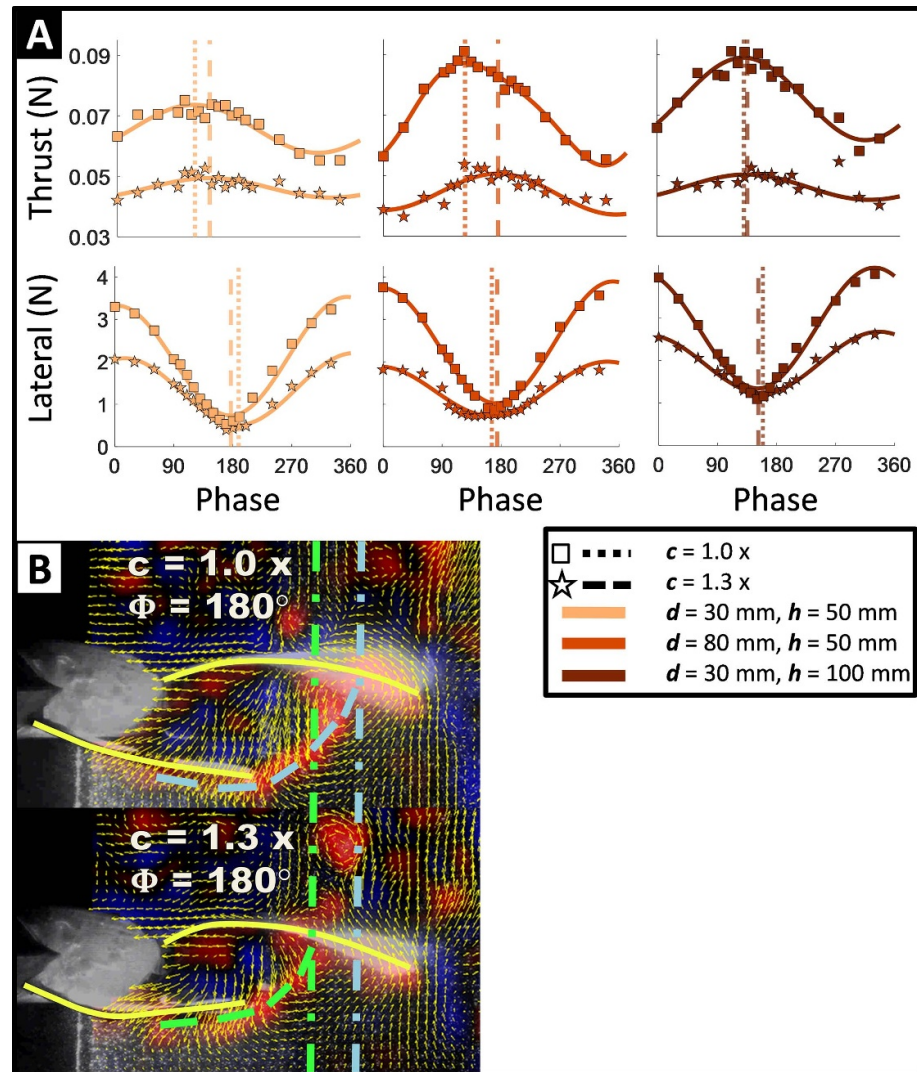 A
Thrust (N)
0.09
0.07
0.05
0.03
Lateral (N)
4
3
2
1
0
0 90 180 270 360
0 90 180 270 360
0 90 180 270 360
Phase Phase Phase
c = 1.0 x
c = 1.3 x
d = 30 mm, h = 50 mm
d = 80 mm, h = 50 mm
d = 30 mm, h = 100 mm
B
c = 1.0 x
Φ = 180°
c = 1.3 x
Φ = 180°